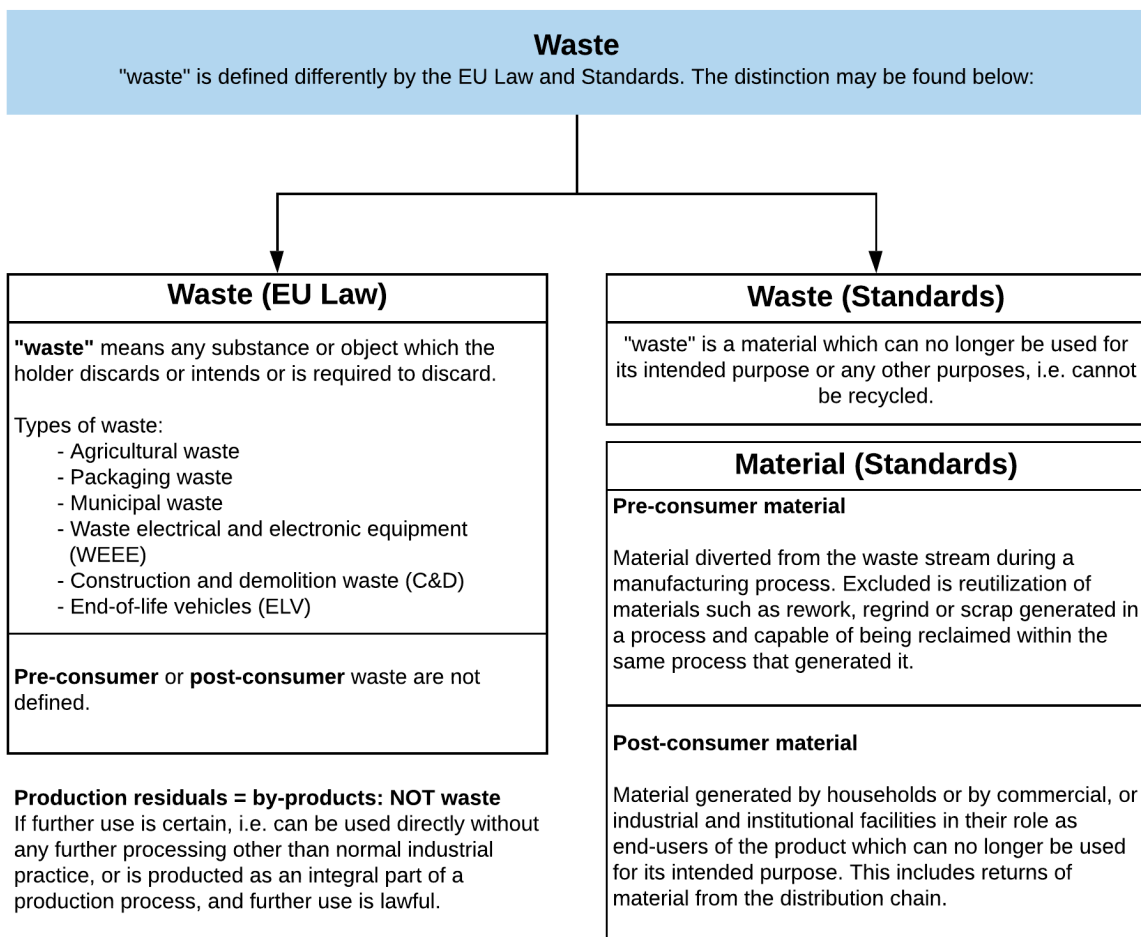 Waste
"waste" is defined differently by the EU Law and Standards. The distinction may be found below:
Waste (EU Law)
"waste" means any substance or object which the
holder discards or intends or is required to discard.
Types of waste:
- Agricultural waste
- Packaging waste
- Municipal waste
- Waste electrical and electronic equipment
(WEEE)
- Construction and demolition waste (C&D)
- End-of-life vehicles (ELV)
Pre-consumer or post-consumer waste are not
defined.
Production residuals = by-products: NOT waste
If further use is certain, i.e. can be used directly without
any further processing other than normal industrial
practice, or is producted as an integral part of a
production process, and further use is lawful.
Waste (Standards)
"waste" is a material which can no longer be used for
its intended purpose or any other purposes, i.e. cannot
be recycled.
Material (Standards)
Pre-consumer material
Material diverted from the waste stream during a
manufacturing process. Excluded is reutilization of
materials such as rework, regrind or scrap generated in
a process and capable of being reclaimed within the
same process that generated it.
Post-consumer material
Material generated by households or by commercial, or
industrial and institutional facilities in their role as
end-users of the product which can no longer be used
for its intended purpose. This includes returns of
material from the distribution chain.